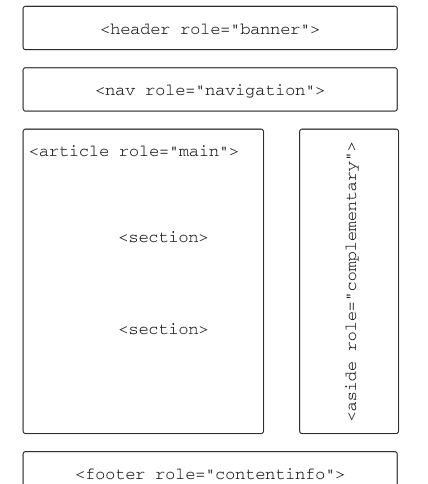 <header role="banner">
<nav role="navigation">
<article role="main">
<section>
<section>
<aside role="complementary">
<footer role="contentinfo">